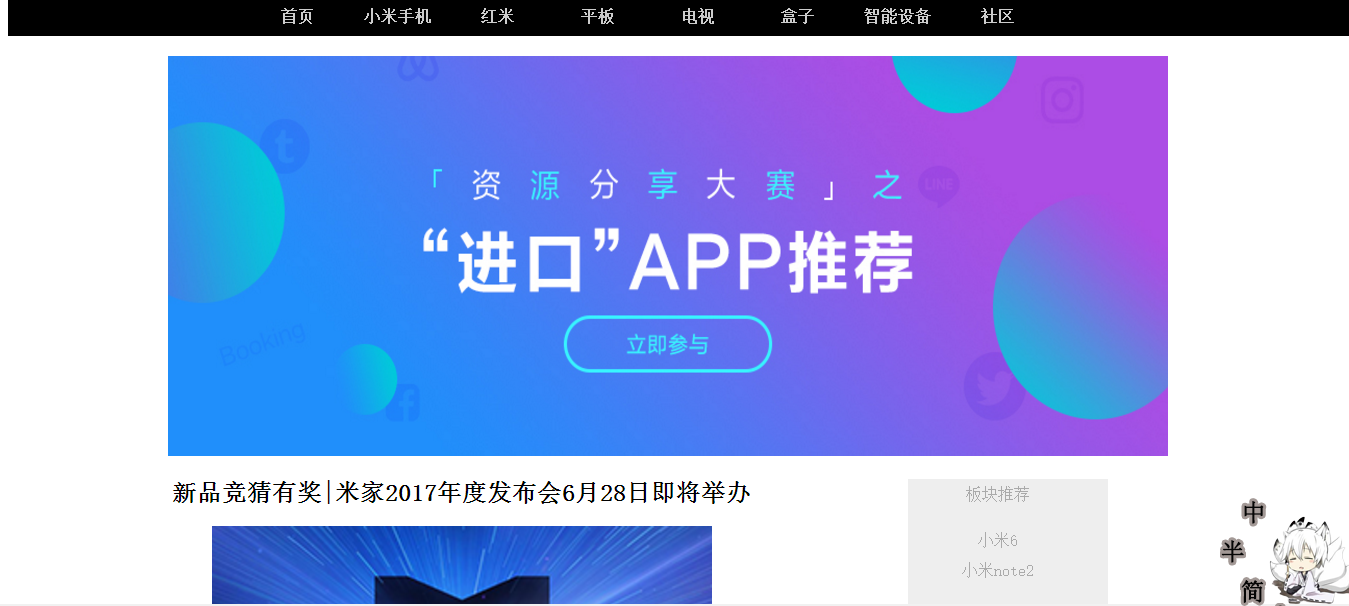 首页 小米手机 红米 平板 电视 盒子 智能设备 社区
「资源分享大赛」之
LINE
“进口”APP推荐
立即参与
Booking
新品竞猜有奖|米家2017年度发布会6月28日即将举办
板块推荐
小米6
小米note2
中
半
简